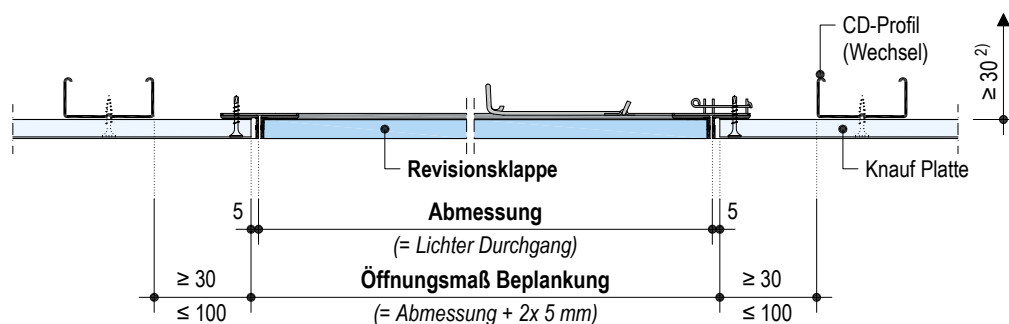 CD-Profil
(Wechsel)
≥ 30 2)
Revisionsklappe
Knauf Platte
5
Abmessung
5
(= Lichter Durchgang)
≥ 30
Öffnungsmaß Beplankung
≥ 30
≤ 100
(= Abmessung + 2x 5 mm)
≤ 100